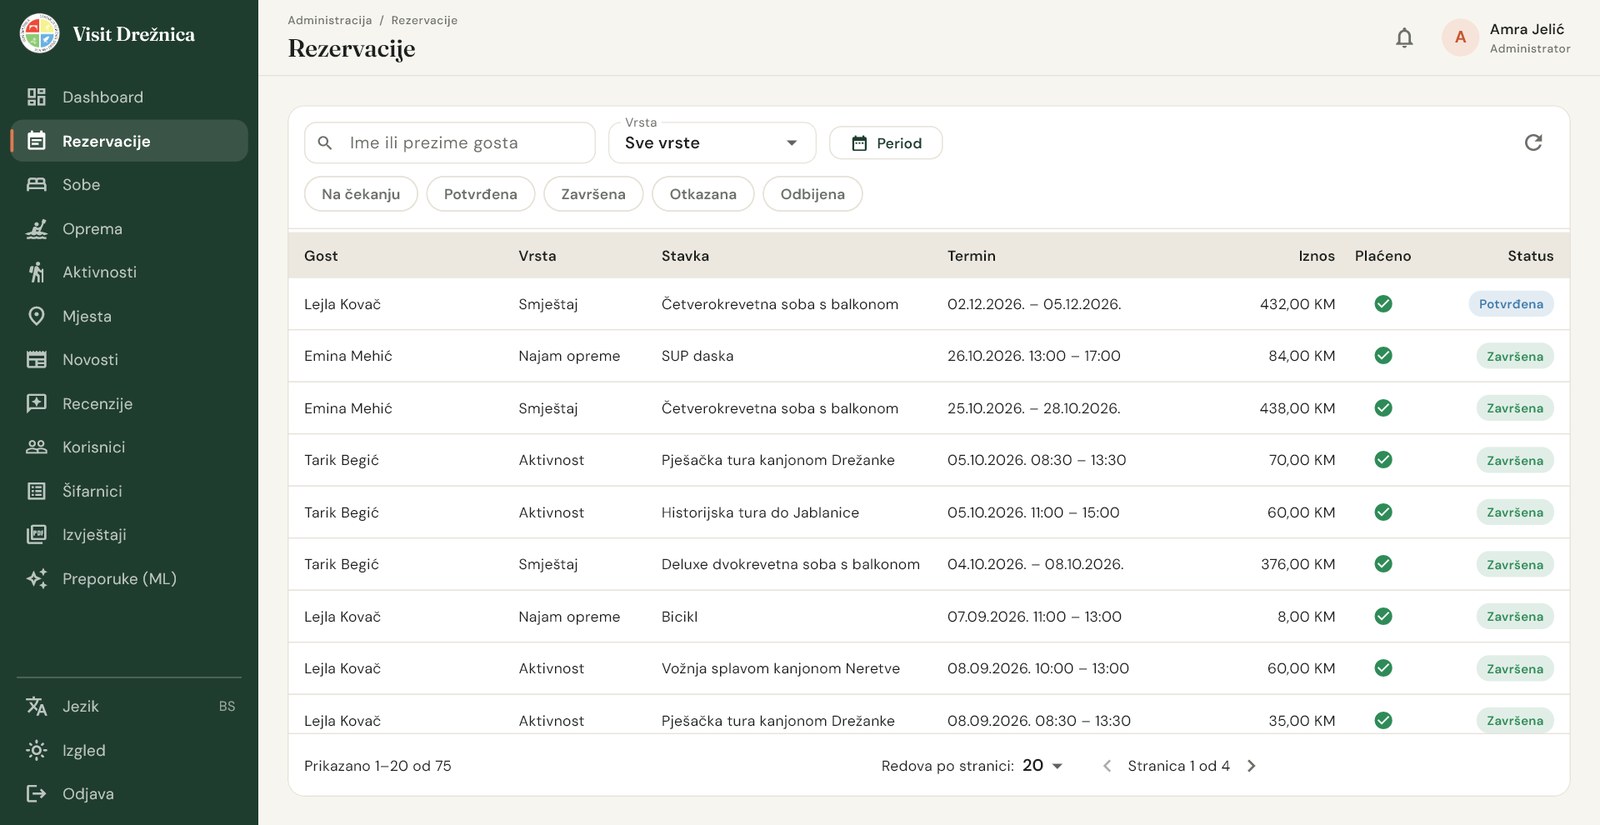 Visit Drežnica
Dashboard
Rezervacije
Sobe
Oprema
Aktivnosti
Mjesta
Novosti
Recenzije
Korisnici
Šifarnici
Izvještaji
Preporuke (ML)
Jezik BS
Izgled
Odjava
Administracija / Rezervacije
Rezervacije
A
Amra Jelić
Administrator
Ime ili prezime gosta
Vrsta
Sve vrste
Period
Na čekanju Potvrđena Završena Otkazana Odbijena
Gost Vrsta Stavka Termin Iznos Plaćeno Status
Lejla Kovač Smještaj Četverokrevetna soba s balkonom 02.12.2026. – 05.12.2026. 432,00 KM Potvrđena
Emina Mehić Najam opreme SUP daska 26.10.2026. 13:00 – 17:00 84,00 KM Završena
Emina Mehić Smještaj Četverokrevetna soba s balkonom 25.10.2026. – 28.10.2026. 438,00 KM Završena
Tarik Begić Aktivnost Pješačka tura kanjonom Drežanke 05.10.2026. 08:30 – 13:30 70,00 KM Završena
Tarik Begić Aktivnost Historijska tura do Jablanice 05.10.2026. 11:00 – 15:00 60,00 KM Završena
Tarik Begić Smještaj Deluxe dvokrevetna soba s balkonom 04.10.2026. – 08.10.2026. 376,00 KM Završena
Lejla Kovač Najam opreme Bicikl 07.09.2026. 11:00 – 13:00 8,00 KM Završena
Lejla Kovač Aktivnost Vožnja splavom kanjonom Neretve 08.09.2026. 10:00 – 13:00 60,00 KM Završena
Lejla Kovač Aktivnost Pješačka tura kanjonom Drežanke 08.09.2026. 08:30 – 13:30 35,00 KM Završena
Prikazano 1–20 od 75 Redova po stranici: 20 Stranica 1 od 4